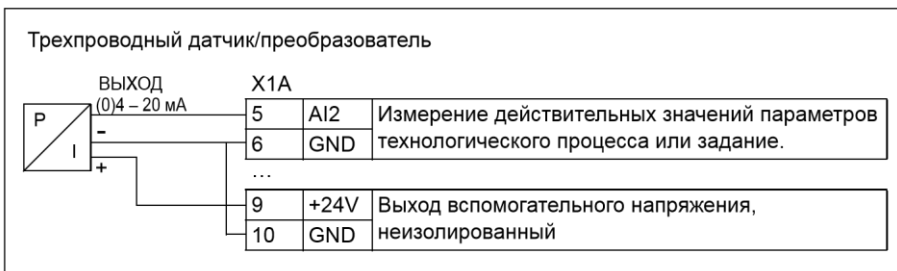 Трехпроводный датчик/преобразователь
ВЫХОД
(0)4 – 20 мА
X1A
P
I
-
+
5 AI2 Измерение действительных значений параметров
6 GND технологического процесса или задание.
...
9 +24V Выход вспомогательного напряжения,
10 GND неизолированный